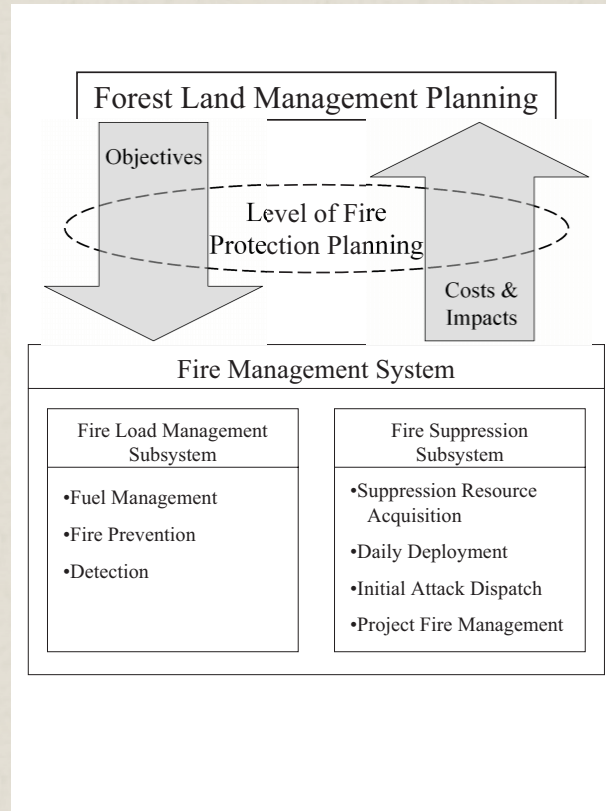 Forest Land Management Planning
Objectives
Level of Fire
Protection Planning
Costs &
Impacts
Fire Management System
Fire Load Management
Subsystem
•Fuel Management
•Fire Prevention
•Detection
Fire Suppression
Subsystem
•Suppression Resource
Acquisition
•Daily Deployment
•Initial Attack Dispatch
•Project Fire Management